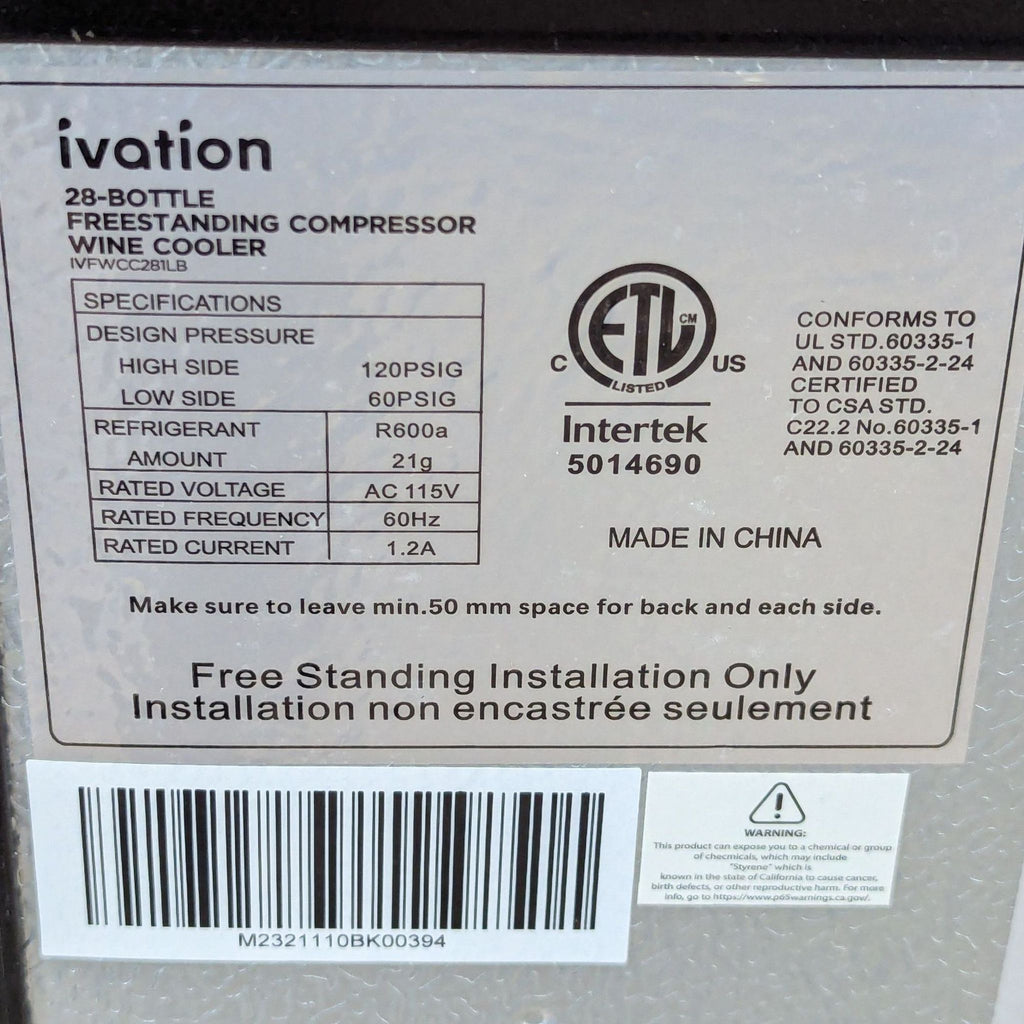 ivation
28-BOTTLE
FREESTANDING COMPRESSOR
WINE COOLER
IVFWCC281LB
SPECIFICATIONS
DESIGN PRESSURE
HIGH SIDE 120PSIG
LOW SIDE 60PSIG
REFRIGERANT R600a
AMOUNT 21g
RATED VOLTAGE AC 115V
RATED FREQUENCY 60Hz
RATED CURRENT 1.2A
ETL CM
C US
LISTED
Intertek
5014690
CONFORMS TO
UL STD.60335-1
AND 60335-2-24
CERTIFIED
TO CSA STD.
C22.2 No.60335-1
AND 60335-2-24
MADE IN CHINA
Make sure to leave min.50 mm space for back and each side.
Free Standing Installation Only
Installation non encastrée seulement
M2321110BK00394
WARNING:
This product can expose you to a chemical or group
of checmicals, which may include
"Styrene" which is
known in the state of California to cause cancer,
birth defects, or other reproductive harm. For more
info, go to https://www.p65warnings.ca.gov/.